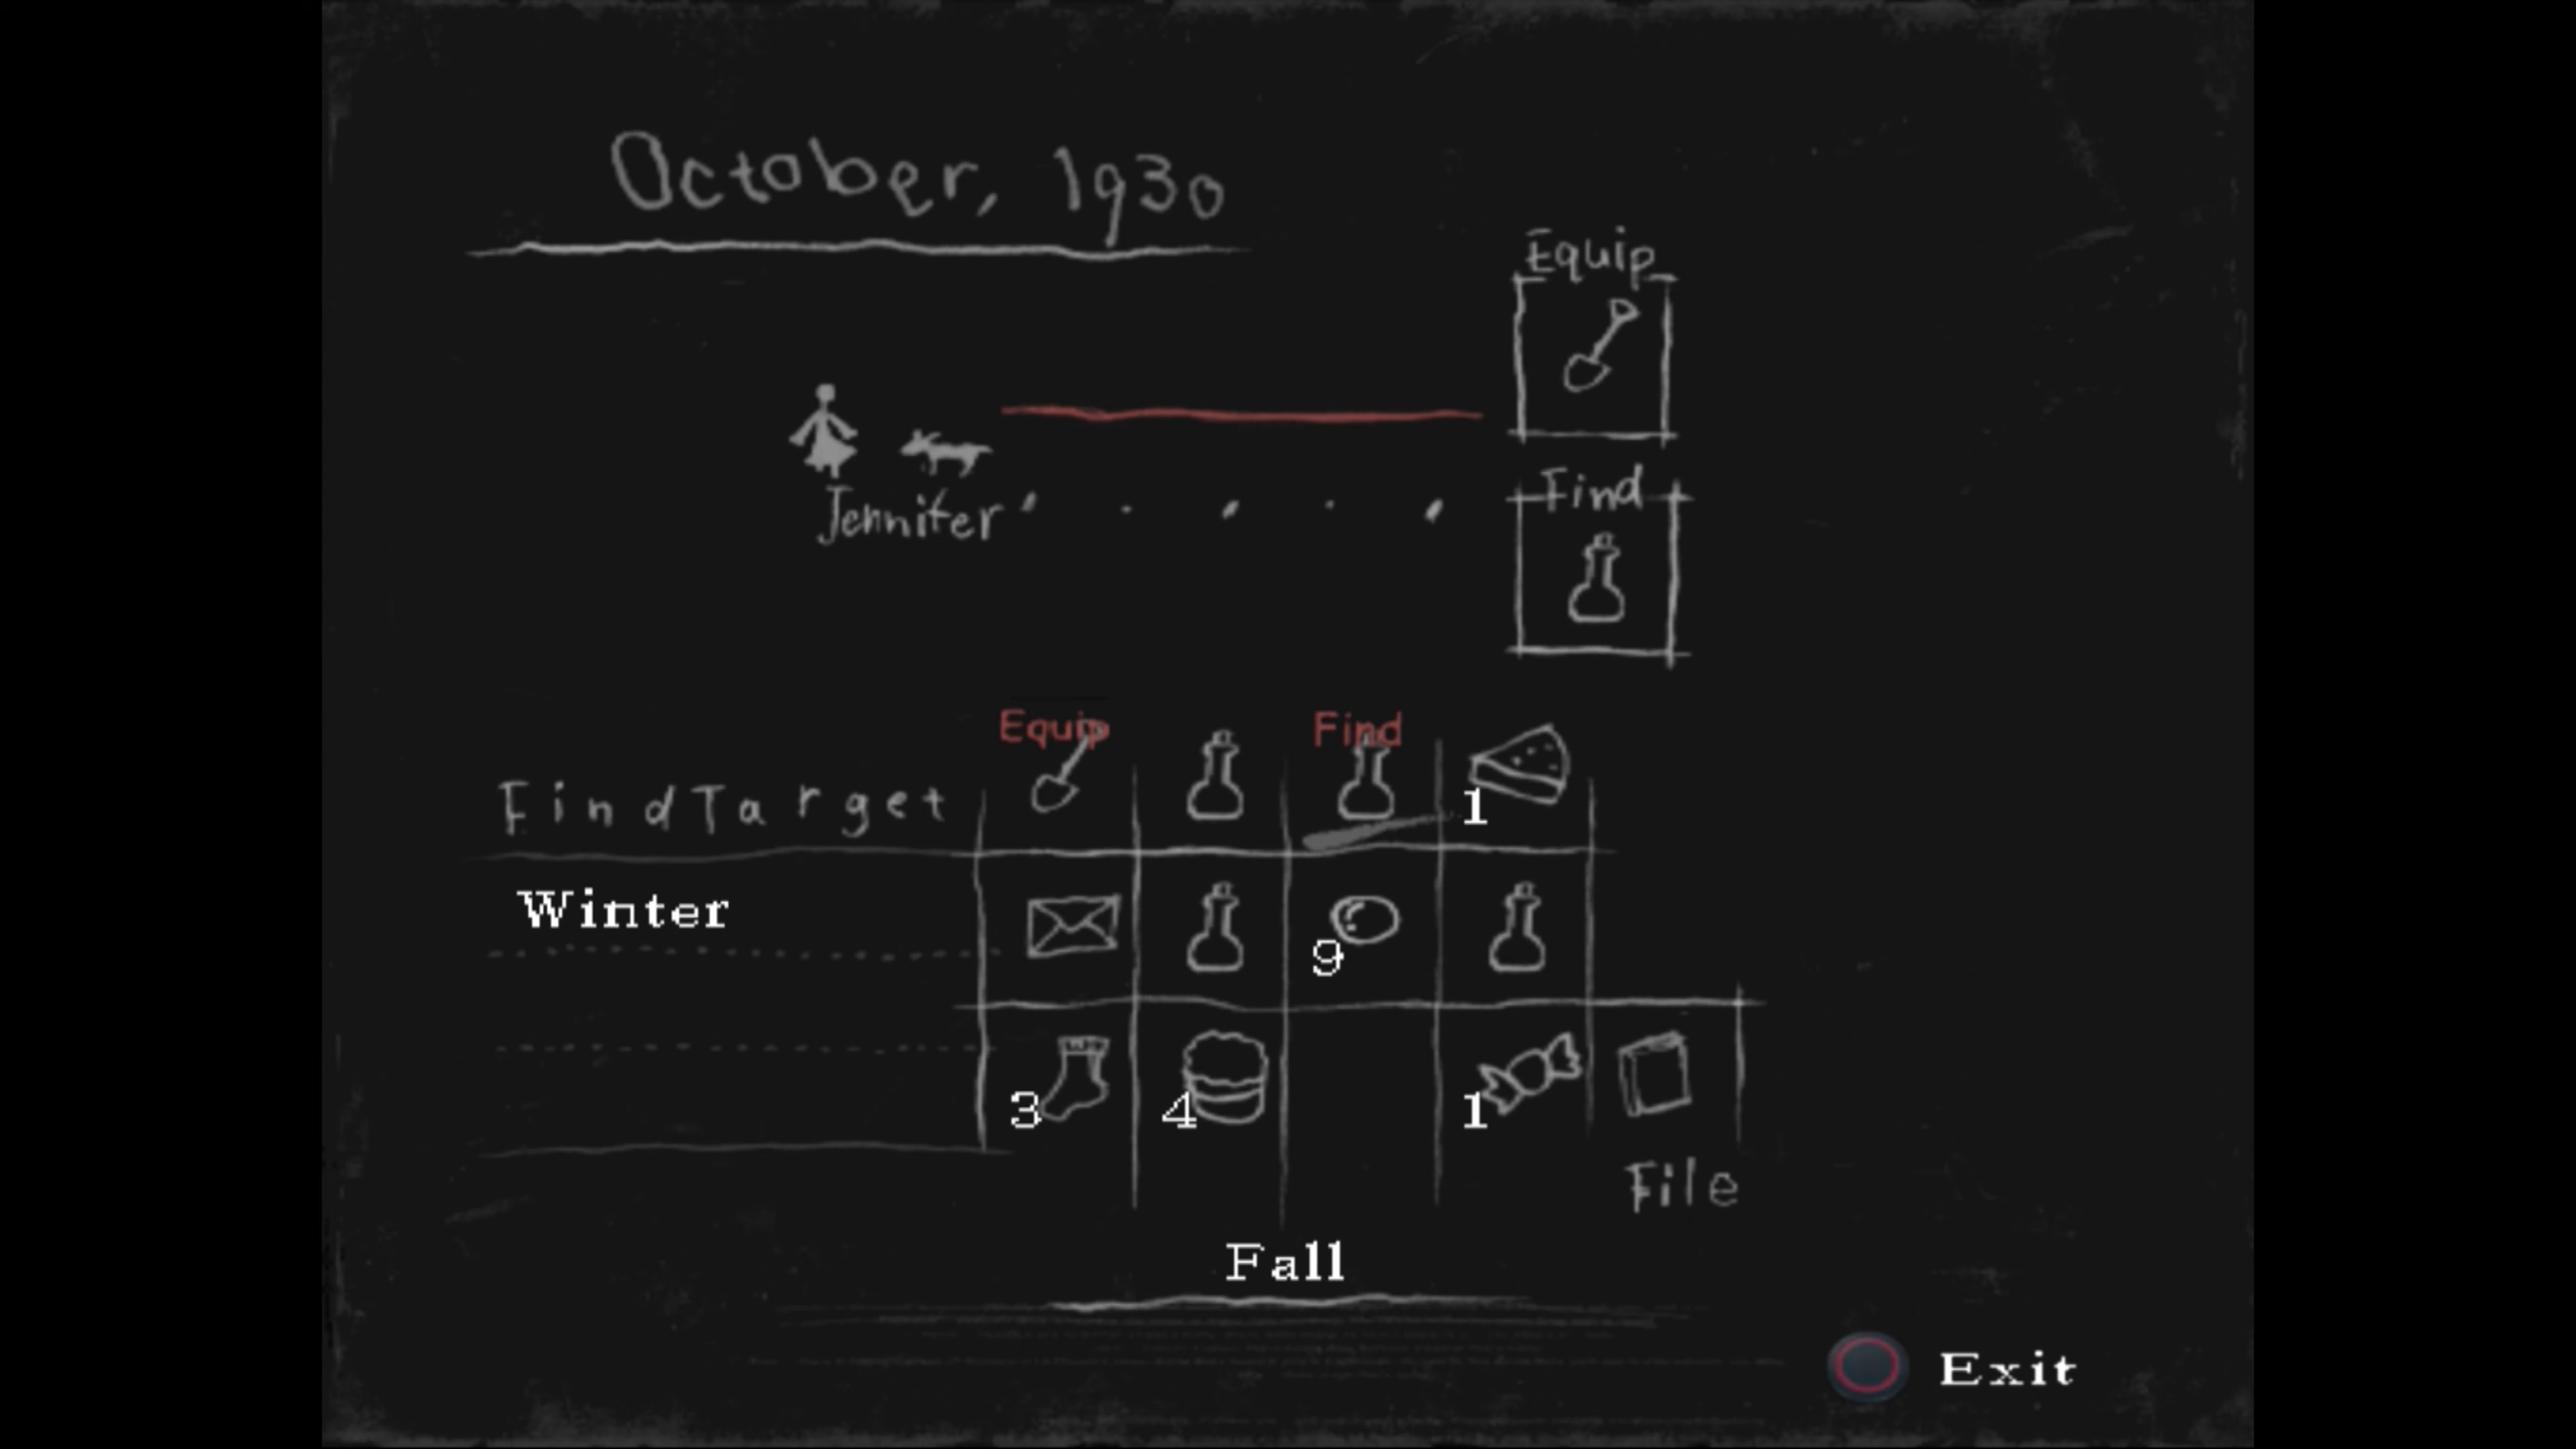 October, 1930
Equip
Jennifer
Find
Equip
Find
FindTarget
1
Winter
9
3
4
1
File
Fall
Exit